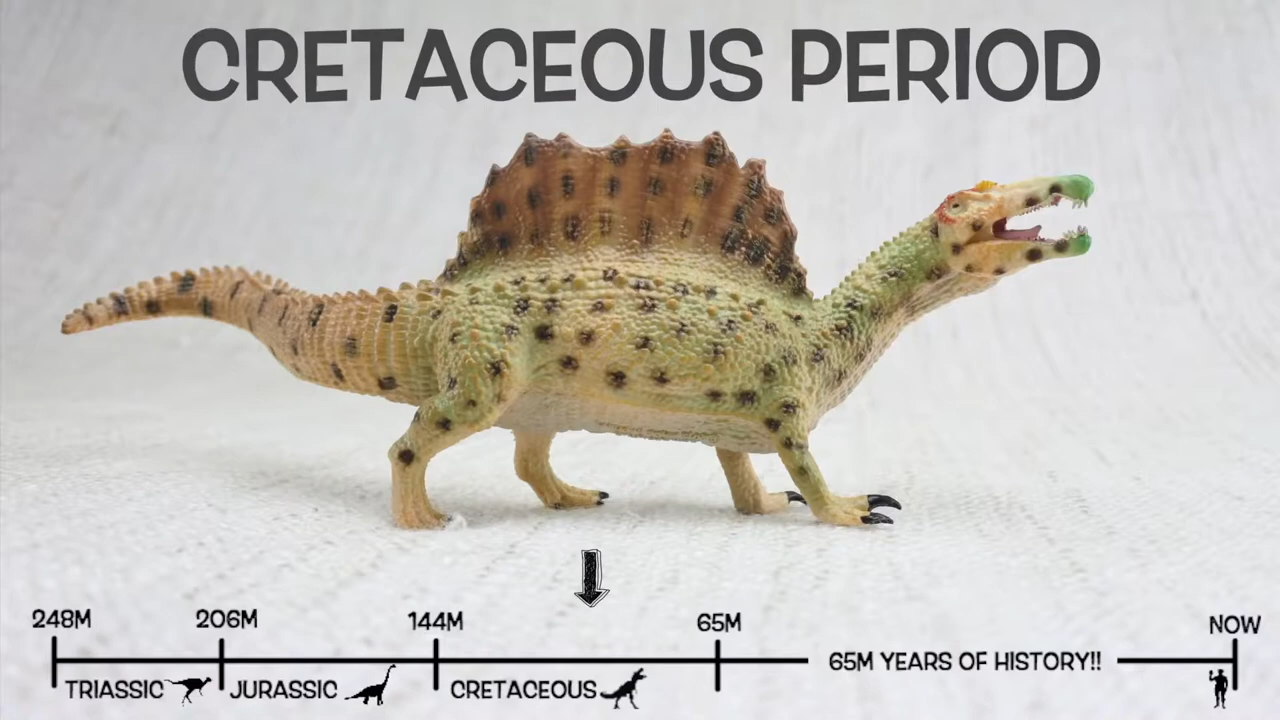 CRETACEOUS PERIOD
248M 206M 144M 65M NOW
65M YEARS OF HISTORY!!
TRIASSIC JURASSIC CRETACEOUS